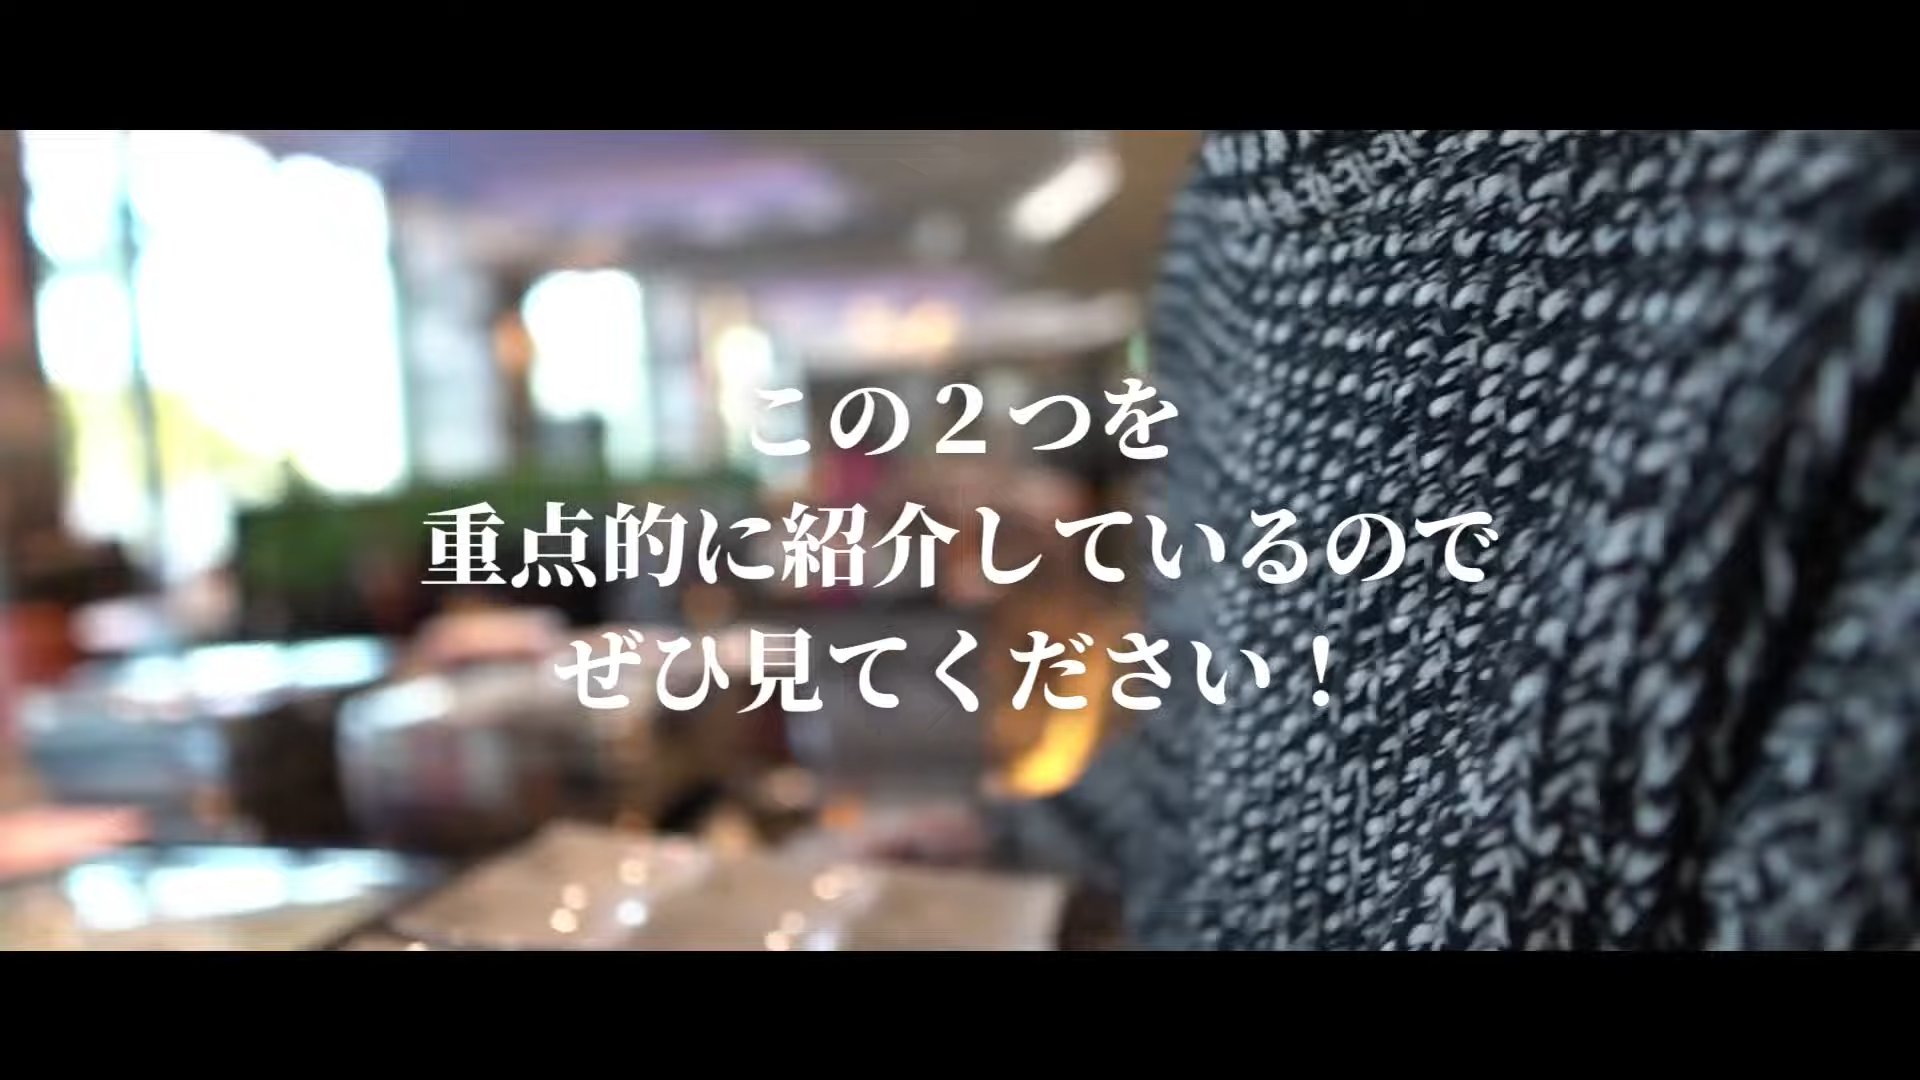 この２つを
重点的に紹介しているので
ぜひ見てください！